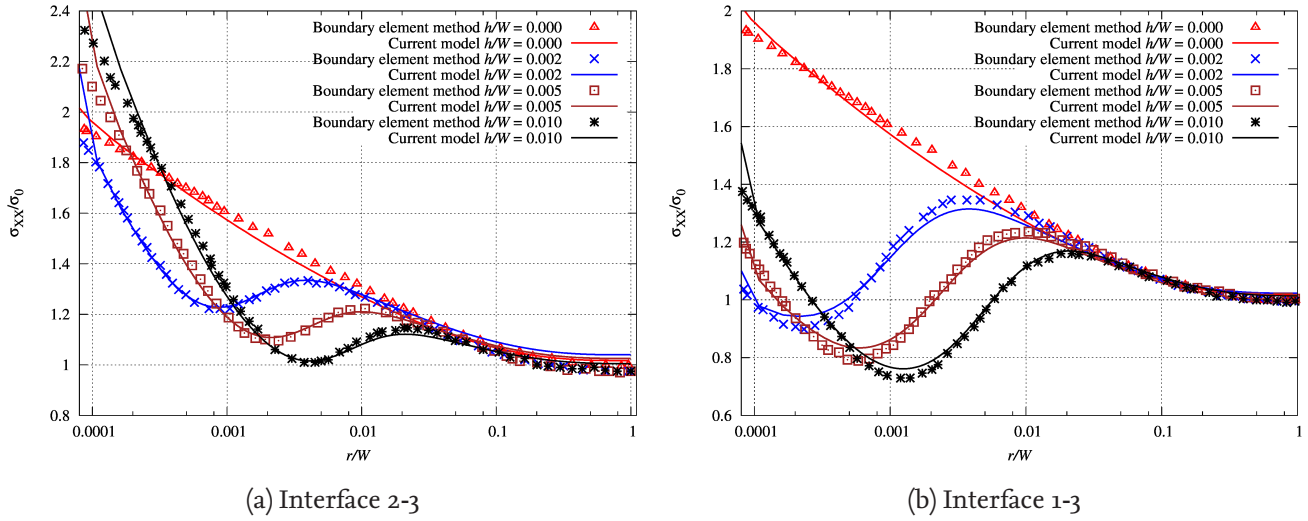 2.4
2.2
2
1.8
1.6
1.4
1.2
1
0.8
σXX/σ0
0.0001
0.001
0.01
0.1
1
r/W
Boundary element method h/W = 0.000
Current model h/W = 0.000
Boundary element method h/W = 0.002
Current model h/W = 0.002
Boundary element method h/W = 0.005
Current model h/W = 0.005
Boundary element method h/W = 0.010
Current model h/W = 0.010
(a) Interface 2-3
2
1.8
1.6
1.4
1.2
1
0.8
0.6
σXX/σ0
0.0001
0.001
0.01
0.1
1
r/W
Boundary element method h/W = 0.000
Current model h/W = 0.000
Boundary element method h/W = 0.002
Current model h/W = 0.002
Boundary element method h/W = 0.005
Current model h/W = 0.005
Boundary element method h/W = 0.010
Current model h/W = 0.010
(b) Interface 1-3